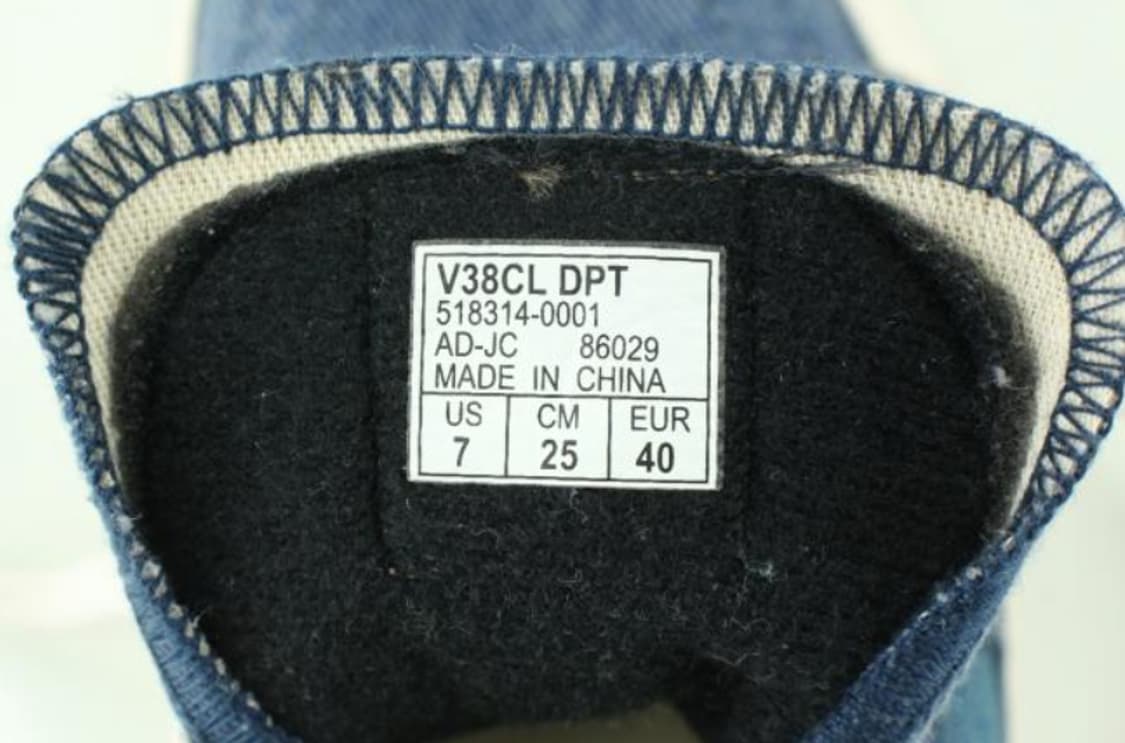 V38CL DPT
518314-0001
AD-JC 86029
MADE IN CHINA
US CM EUR
7 25 40